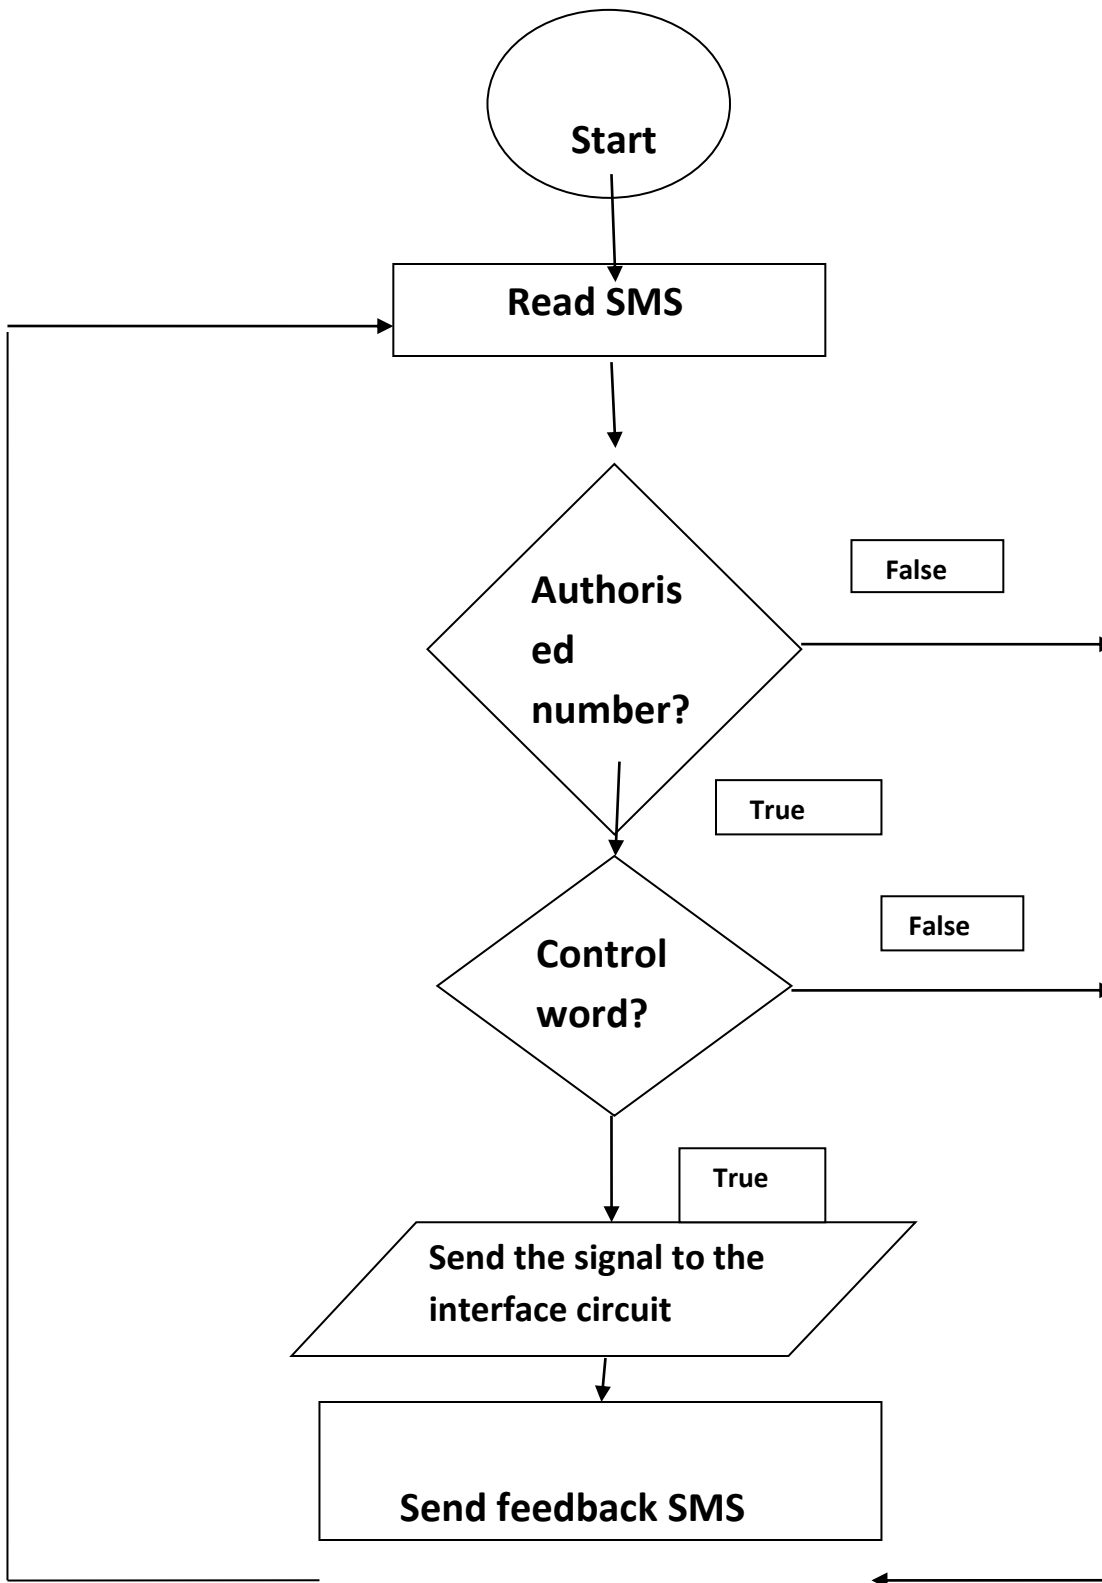 Start
Read SMS
False
Authoris
ed
number?
True
False
Control
word?
True
Send the signal to the
interface circuit
Send feedback SMS